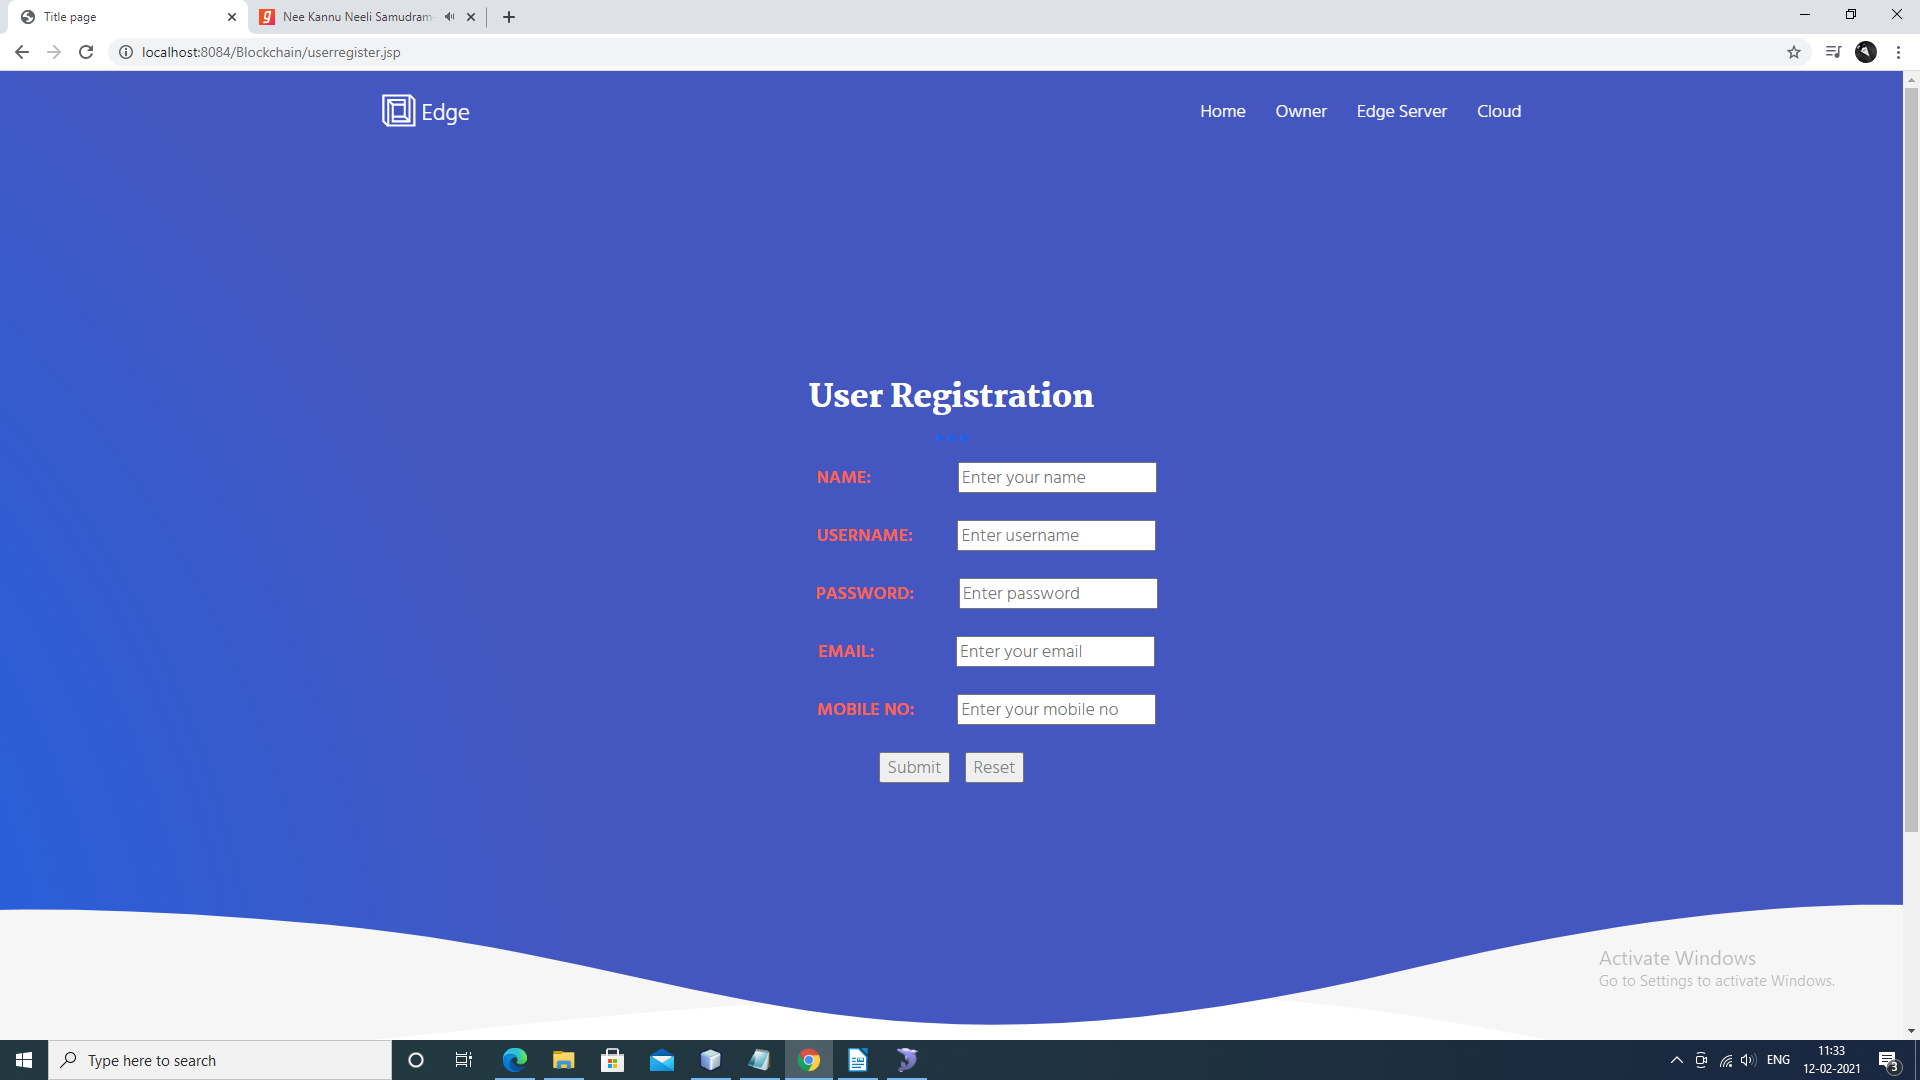 Title page
Nee Kannu Neeli Samudram
localhost:8084/Blockchain/userregister.jsp
Edge
Home Owner Edge Server Cloud
User Registration
NAME: Enter your name
USERNAME: Enter username
PASSWORD: Enter password
EMAIL: Enter your email
MOBILE NO: Enter your mobile no
Submit Reset
Activate Windows
Go to Settings to activate Windows.
Type here to search
ENG
11:33
12-02-2021
3